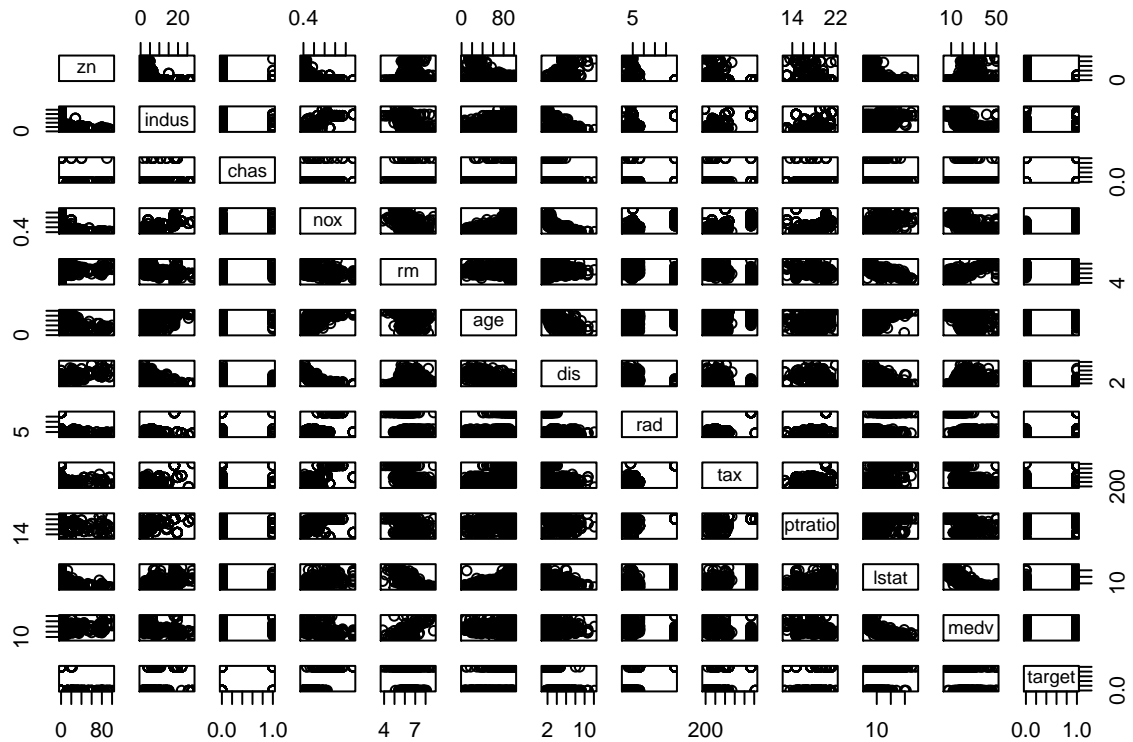 0 20 0.4 0 80 5 14 22 10 50
zn 0
0 indus
chas 0.0
0.4 nox
rm 4
0 age
dis 2
5 rad
tax 200
14 ptratio
lstat 10
10 medv
target 0.0
0 80 0.0 1.0 4 7 2 10 200 10 0.0 1.0